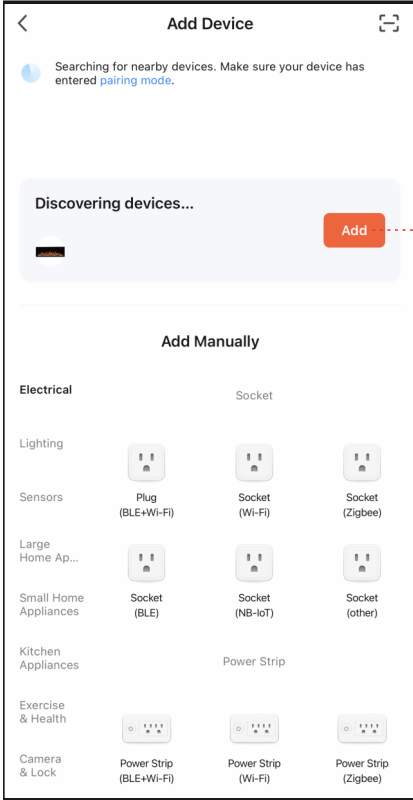 Add Device
Searching for nearby devices. Make sure your device has
entered pairing mode.
Discovering devices...
Add
Add Manually
Electrical
Socket
Lighting
Sensors
Plug
(BLE+Wi-Fi)
Socket
(Wi-Fi)
Socket
(Zigbee)
Large
Home Ap...
Small Home
Appliances
Socket
(BLE)
Socket
(NB-IoT)
Socket
(other)
Kitchen
Appliances
Power Strip
Exercise
& Health
Camera
& Lock
Power Strip
(BLE+Wi-Fi)
Power Strip
(Wi-Fi)
Power Strip
(Zigbee)